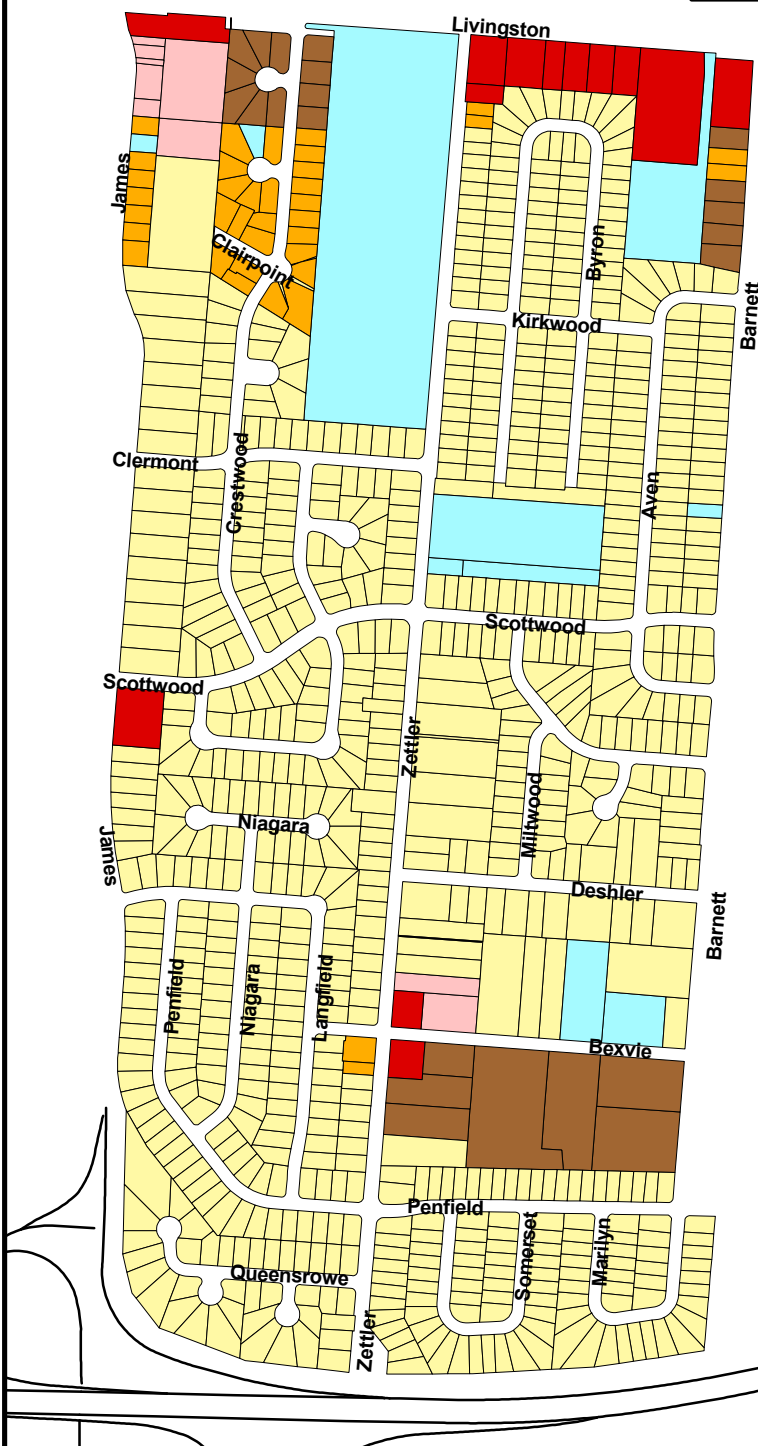 Livingston
James
Byron
Clairpoint
Barnett
Kirkwood
Crestwood
Clermont
Aven
Scottwood
Scottwood
Zettler
Miltwood
Niagara
James
Deshler
Barnett
Penfield
Niagara
Langfield
Bexvie
Penfield
Somerset
Marilyn
Queensrowe
Zettler